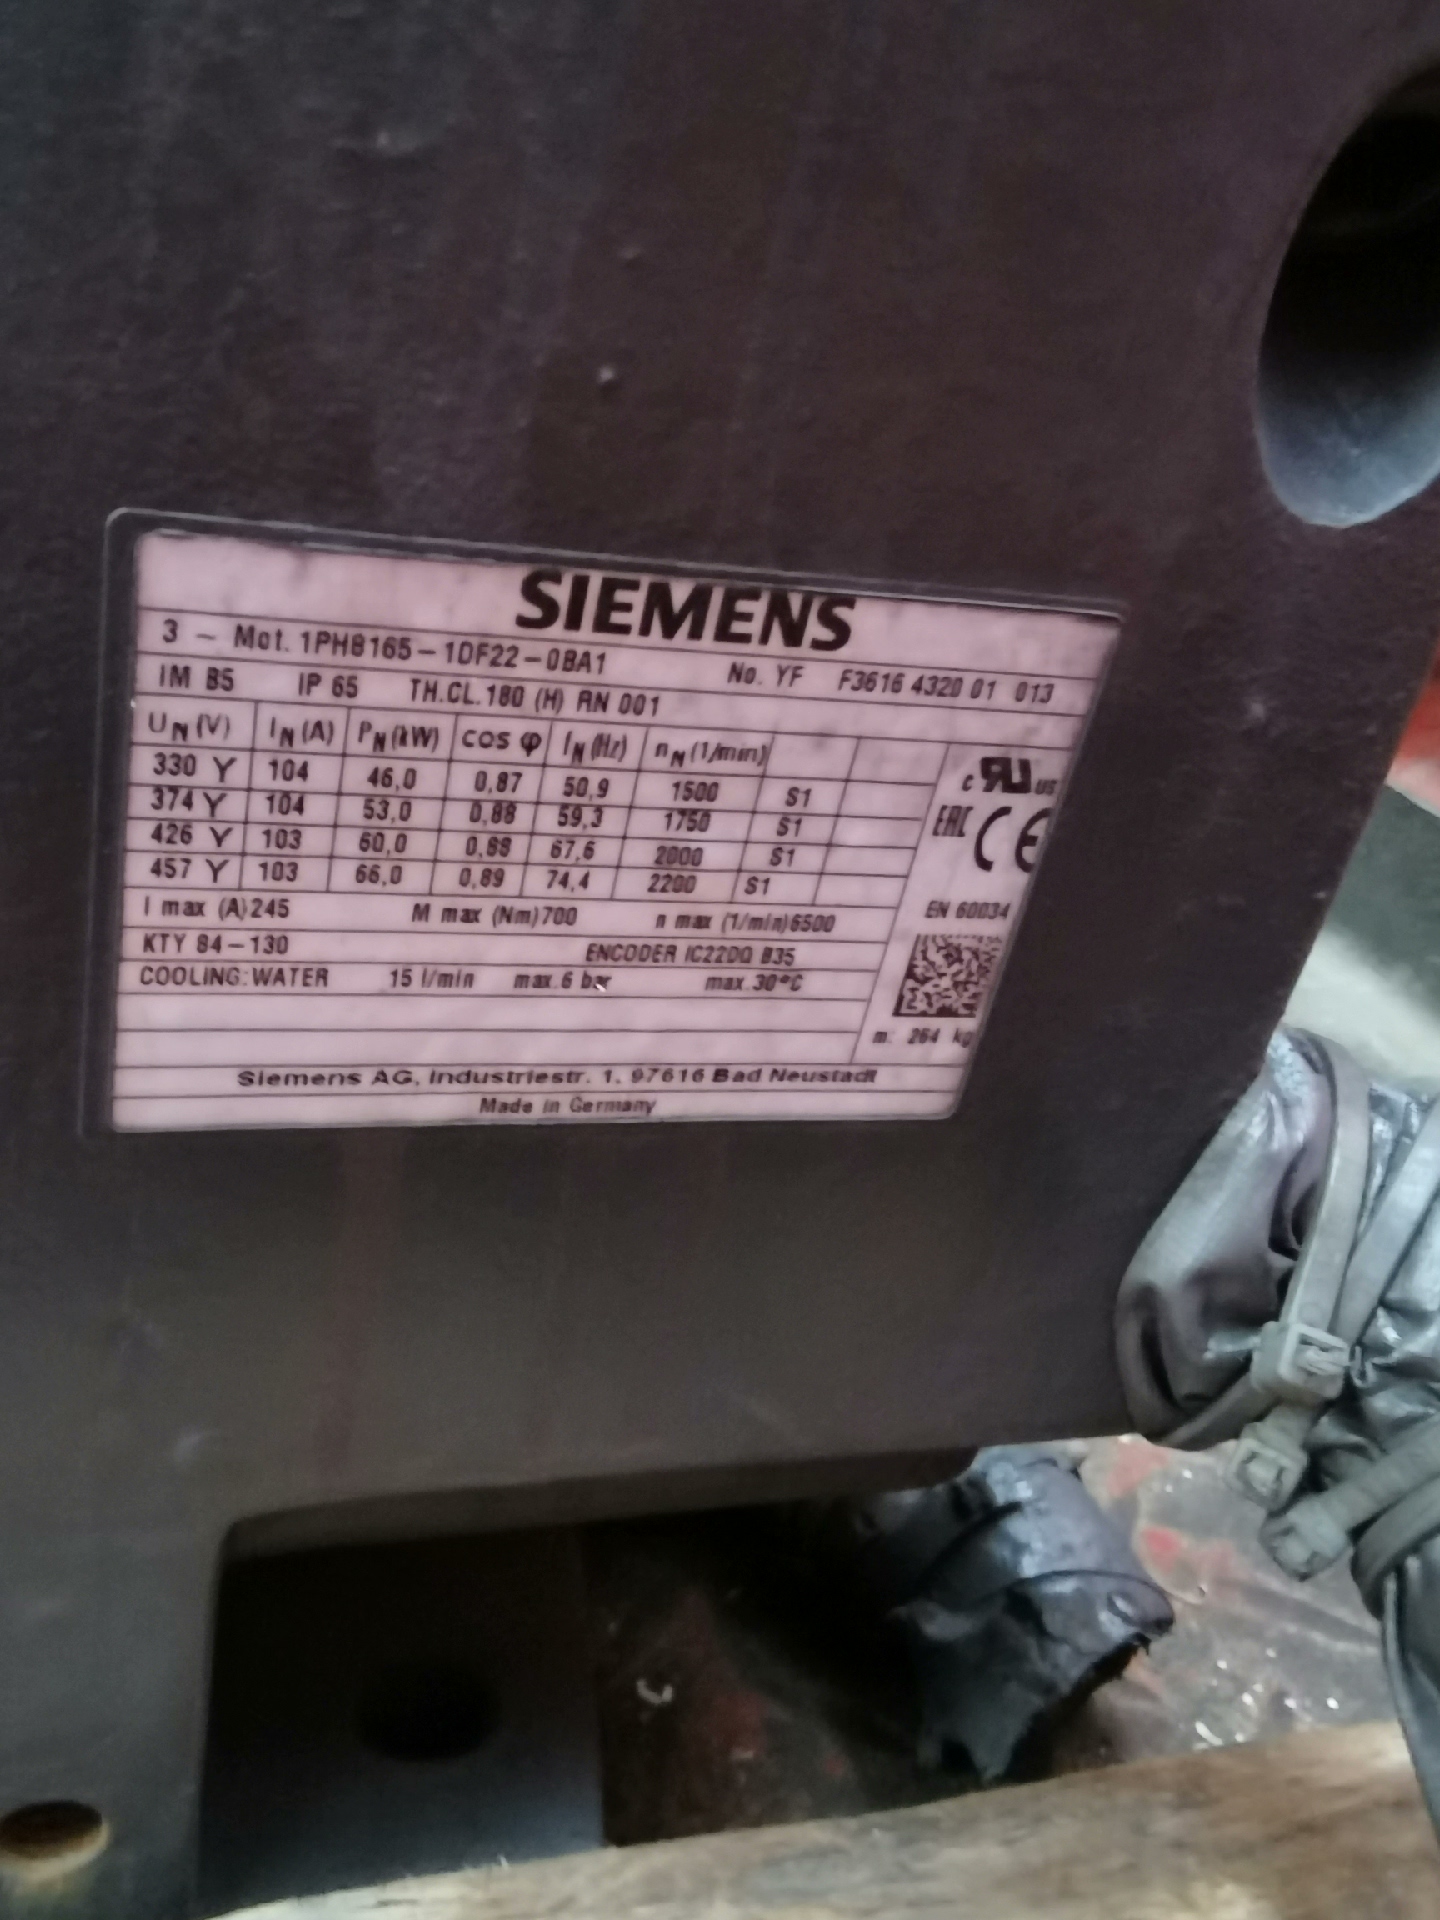 SIEMENS
3 ~ Mot. 1PH8165-1DF22-0BA1 No. YF F3616 4320 01 013
IM B5 IP 65 TH.CL.180 (H) RN 001
UN(V) IN(A) PN(kW) cos φ fN(Hz) nN(1/min)
330 Y 104 46,0 0,87 50,9 1500 S1
374 Y 104 53,0 0,88 59,3 1750 S1
426 Y 103 60,0 0,88 67,6 2000 S1
457 Y 103 66,0 0,89 74,4 2200 S1
c RU us
EAC CE
I max (A)245 M max (Nm)700 n max (1/min)6500
EN 60034
KTY 84-130 ENCODER IC22DQ B35
COOLING:WATER 15 l/min max.6 bar max.30°C
m: 264 kg
Siemens AG, Industriestr. 1, 97616 Bad Neustadt
Made in Germany